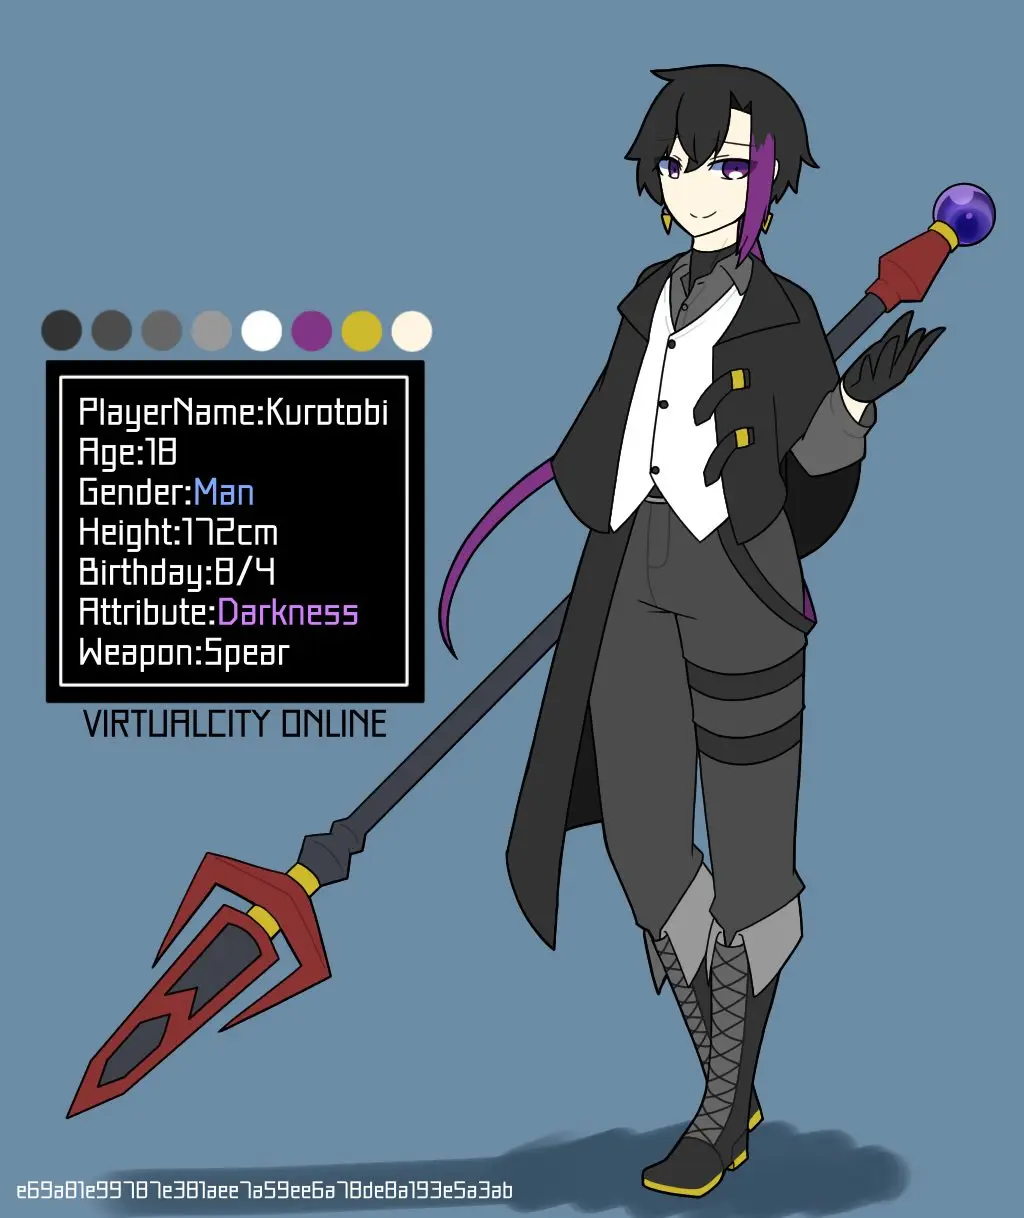 PlayerName:Kurotobi
Age:18
Gender:Man
Height:172cm
Birthday:8/4
Attribute:Darkness
Weapon:Spear
VIRTUALCITY ONLINE
e69a81e99787e381aee7a59ee6a78de8a193e5a3ab